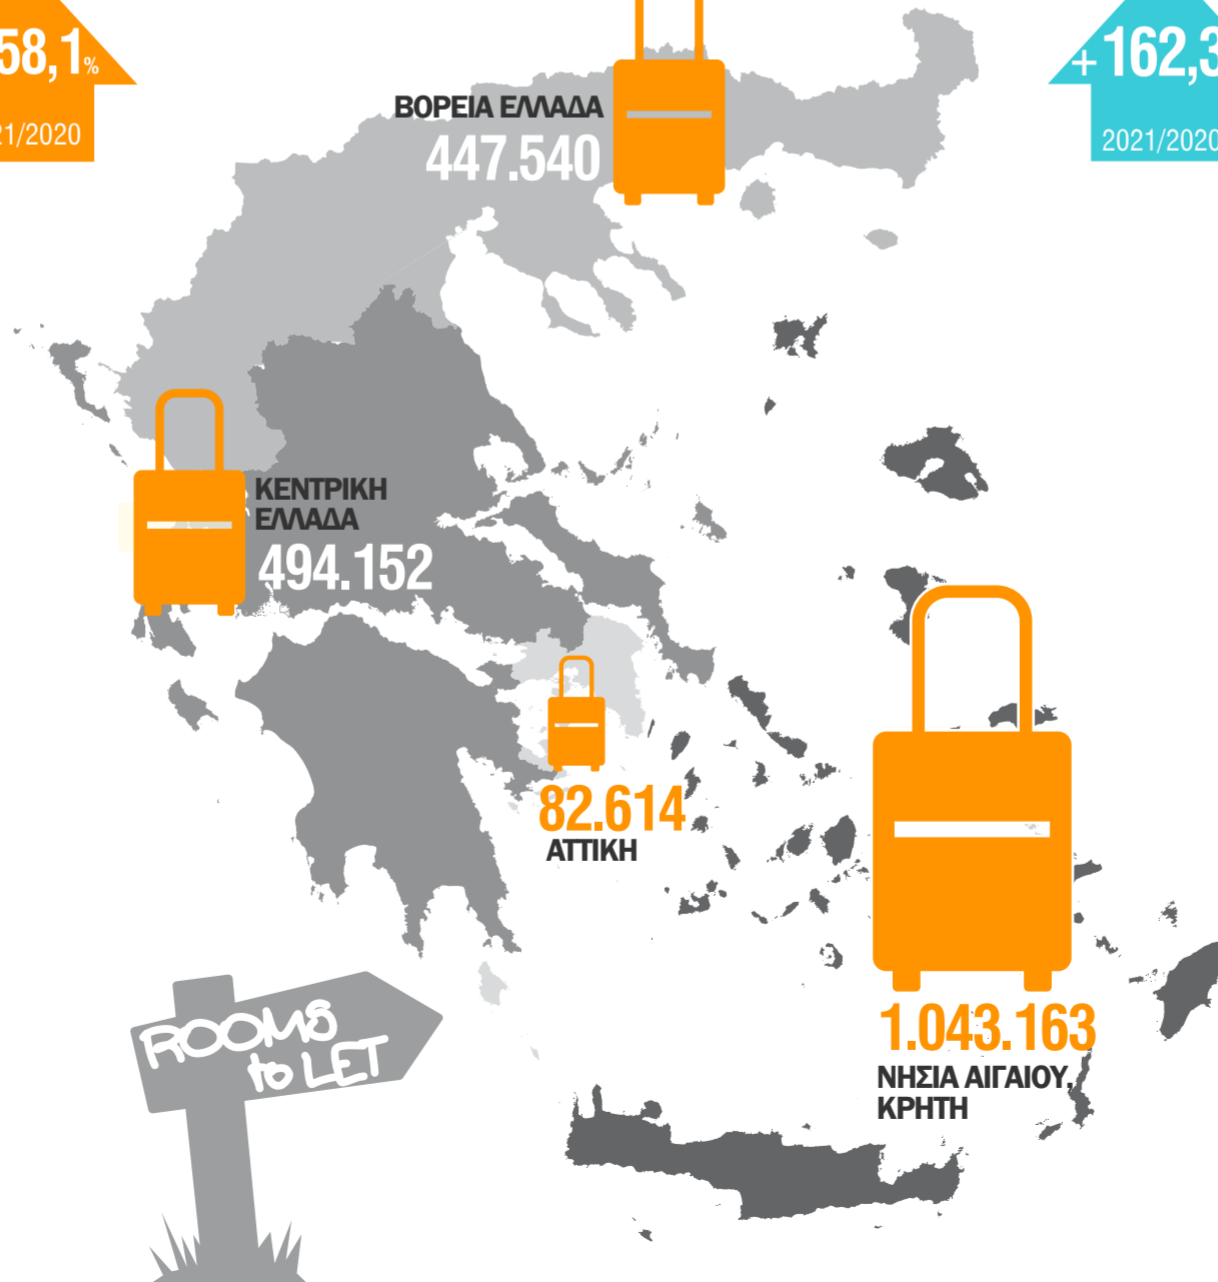 58,1%
21/2020
+162,3
2021/2020
ΒΟΡΕΙΑ ΕΛΛΑΔΑ
447.540
ΚΕΝΤΡΙΚΗ
ΕΛΛΑΔΑ
494.152
82.614
ΑΤΤΙΚΗ
1.043.163
ΝΗΣΙΑ ΑΙΓΑΙΟΥ,
ΚΡΗΤΗ
ROOMS
to LET